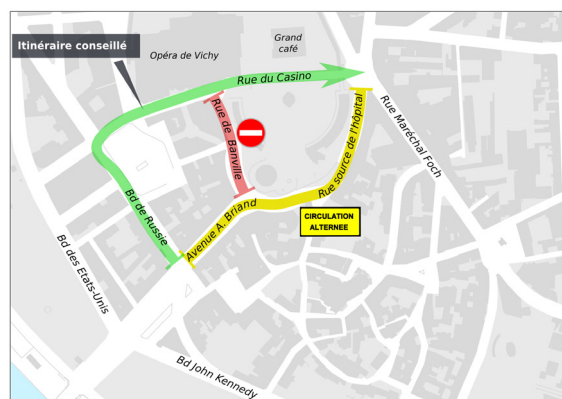 Itinéraire conseillé
Opéra de Vichy
Grand
café
Rue du Casino
Rue de Banville
Rue source de l'hôpital
Rue Maréchal Foch
Bd de Russie
Avenue A. Briand
CIRCULATION
ALTERNEE
Bd des Etats-Unis
Bd John Kennedy